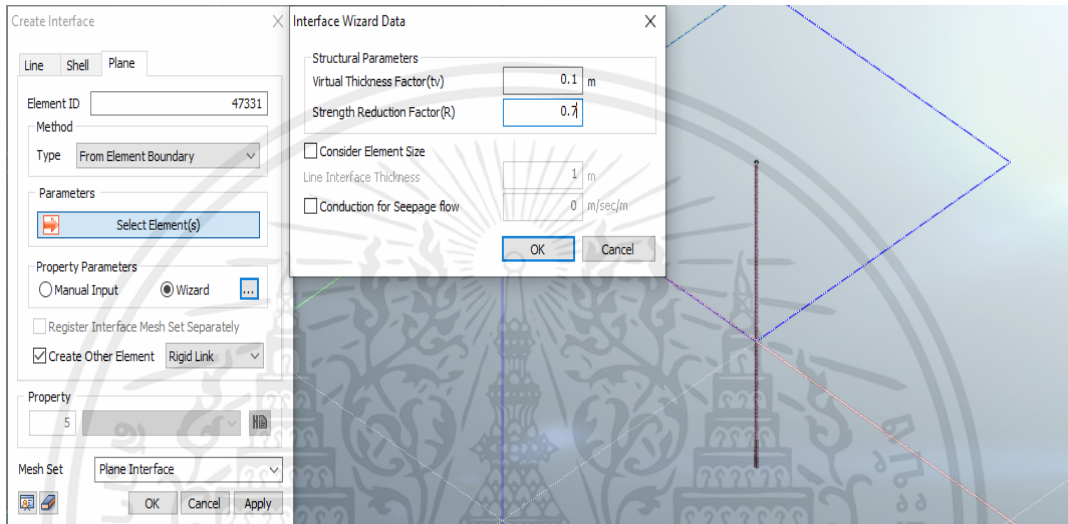 Create Interface
Line Shell Plane
Element ID 47331
Method
Type From Element Boundary
Parameters
Select Element(s)
Property Parameters
Manual Input Wizard ...
Register Interface Mesh Set Separately
Create Other Element Rigid Link
Property
5
Mesh Set Plane Interface
OK Cancel Apply
Interface Wizard Data
Structural Parameters
Virtual Thickness Factor(tv) 0.1 m
Strength Reduction Factor(R) 0.7
Consider Element Size
Line Interface Thickness 1 m
Conduction for Seepage flow 0 m/sec/m
OK Cancel